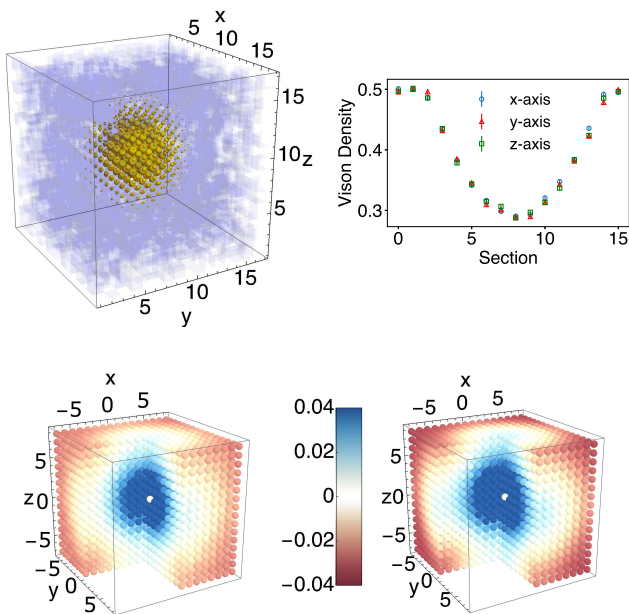 x
5 10 15
15
10 z
5
5 10 15
y
Vison Density
0.5
0.4
0.3
x-axis
y-axis
z-axis
0 5 10 15
Section
x
−5 0 5
5
z0
−5
y −5 0 5
0.04
0.02
0
−0.02
−0.04
x
−5 0 5
5
z0
−5
y −5 0 5